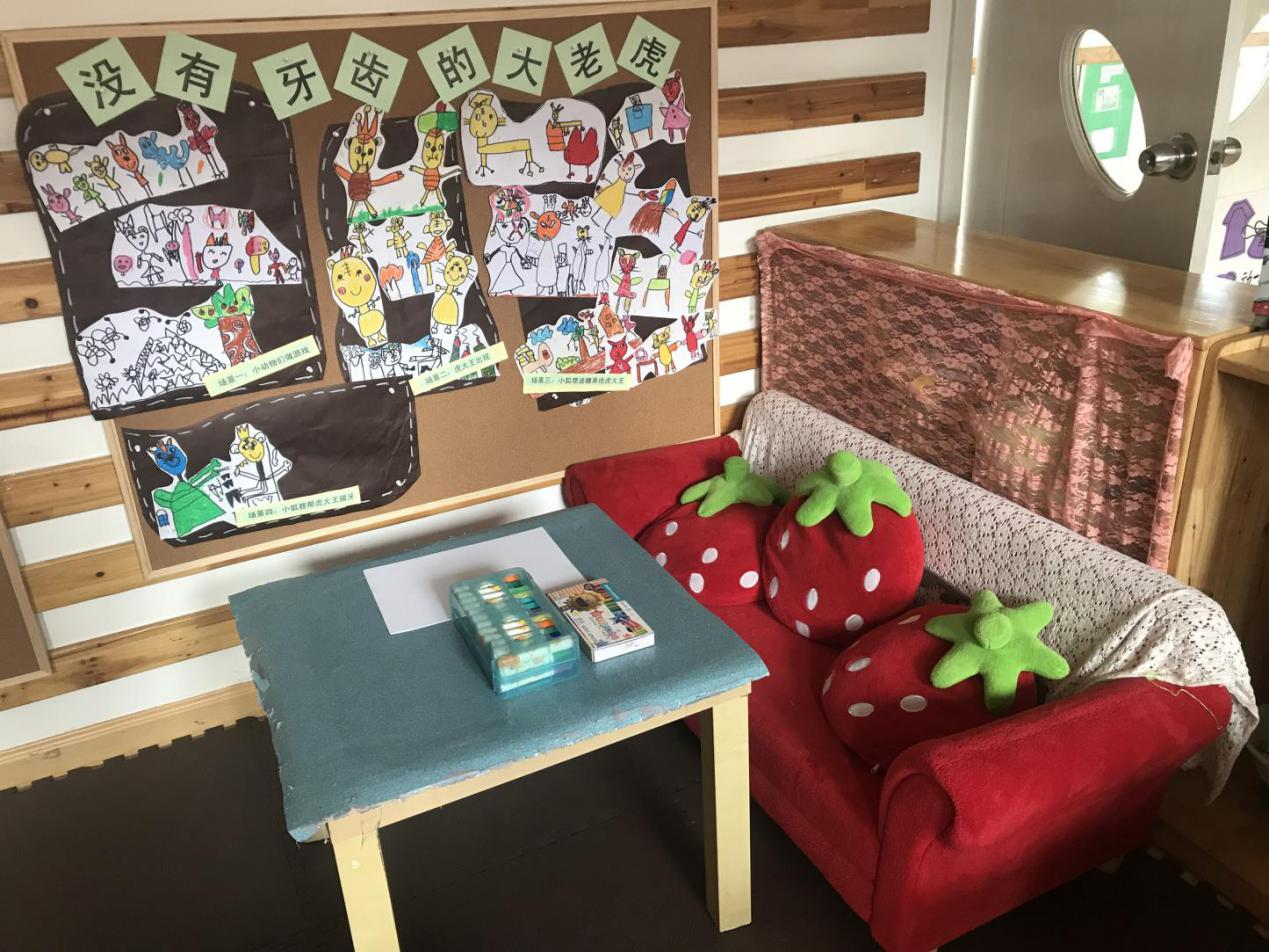 没有牙齿的大老虎
场景一：小动物们做游戏
场景二：虎大王出现
场景三：小狐狸送糖果给虎大王
场景四：小狐狸帮虎大王拔牙